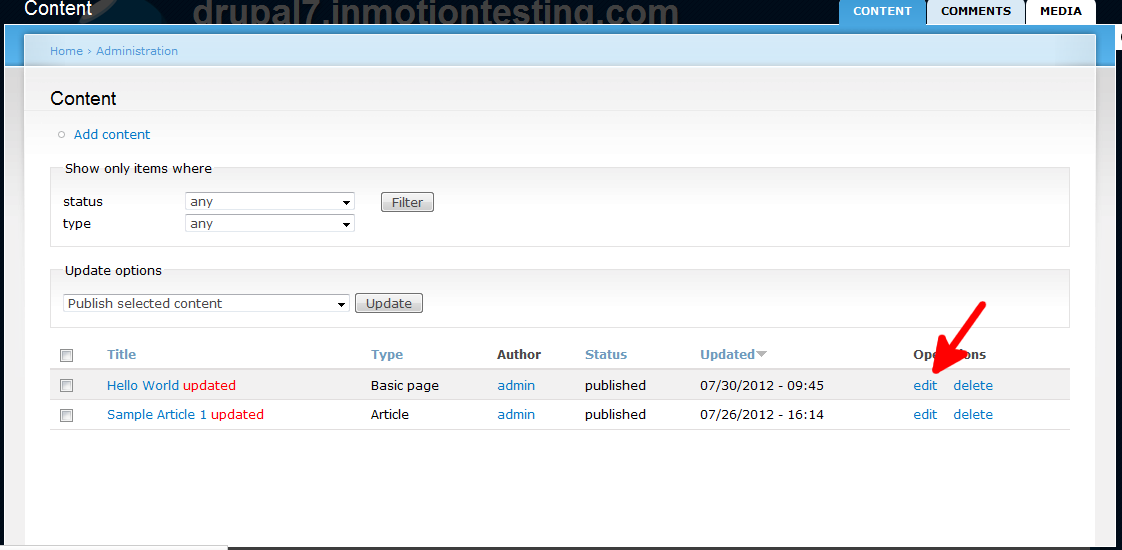 Content
drupal7.inmotiontesting.com
CONTENT COMMENTS MEDIA
Home › Administration
Content
Add content
Show only items where
status any Filter
type any
Update options
Publish selected content Update
Title Type Author Status Updated
Hello World updated Basic page admin published 07/30/2012 - 09:45 edit delete
Sample Article 1 updated Article admin published 07/26/2012 - 16:14 edit delete